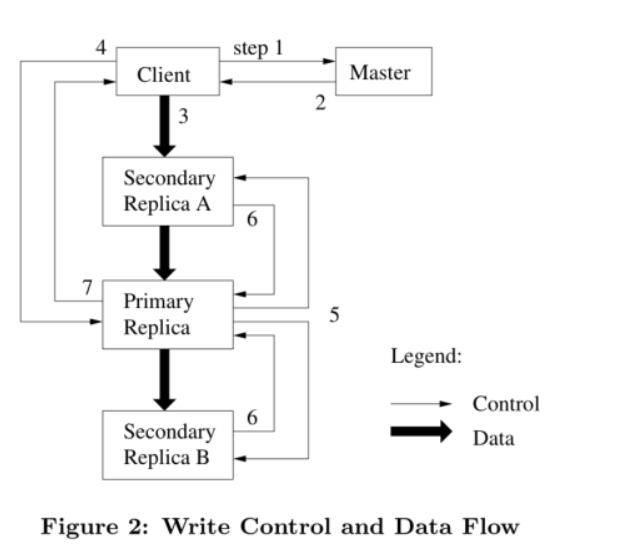 4
step 1
Client
Master
2
3
Secondary
Replica A
6
7
Primary
Replica
5
Legend:
Control
6
Secondary
Data
Replica B
Figure 2: Write Control and Data Flow